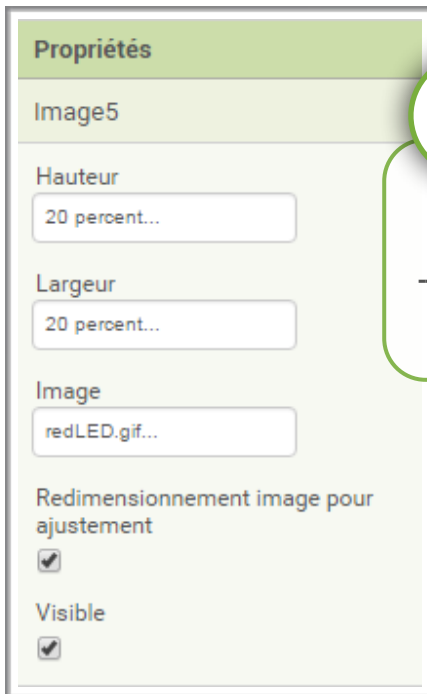 Propriétés
Image5
Hauteur
20 percent...
Largeur
20 percent...
Image
redLED.gif...
Redimensionnement image pour
ajustement
Visible